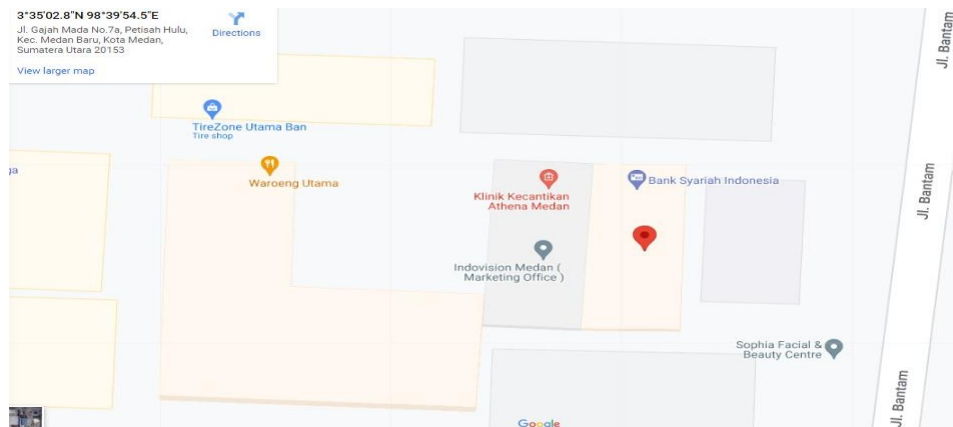 3°35'02.8"N 98°39'54.5"E
Jl. Gajah Mada No.7a, Petisah Hulu,
Kec. Medan Baru, Kota Medan,
Sumatera Utara 20153
Directions
View larger map
Jl. Bantam
TireZone Utama Ban
Tire shop
ga
Waroeng Utama
Klinik Kecantikan
Athena Medan
Bank Syariah Indonesia
Jl. Bantam
Indovision Medan (
Marketing Office )
Sophia Facial &
Beauty Centre
Jl. Bantam
Google